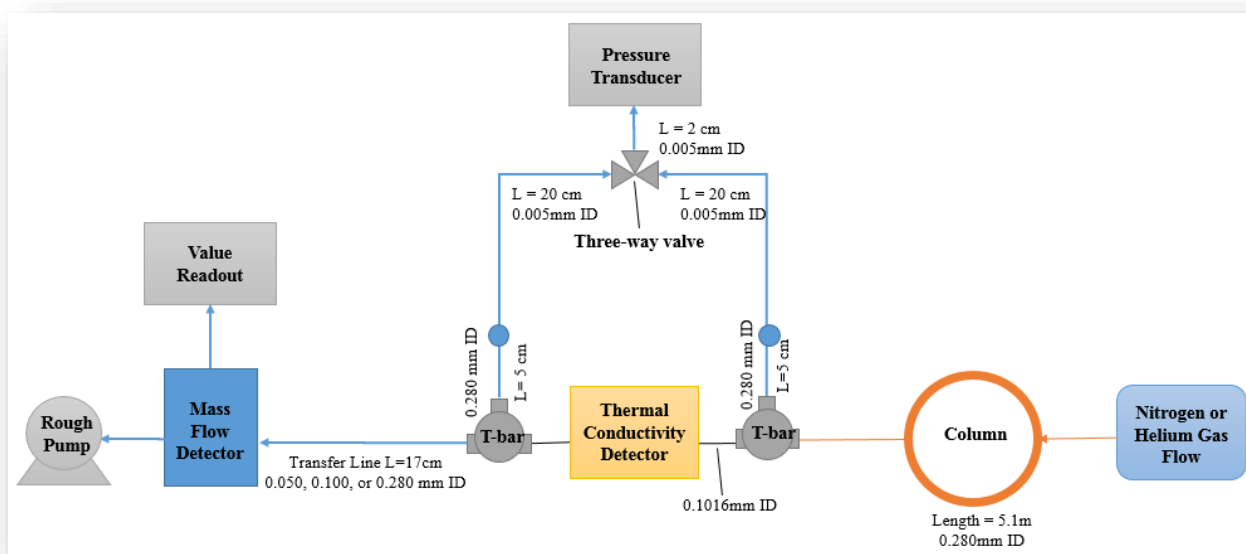 Pressure
Transducer
L = 2 cm
0.005mm ID
L = 20 cm
0.005mm ID
L = 20 cm
0.005mm ID
Three-way valve
Value
Readout
0.280 mm ID
L= 5 cm
0.280 mm ID
L=5 cm
Rough
Pump
Mass
Flow
Detector
T-bar
Thermal
Conductivity
Detector
T-bar
Column
Nitrogen or
Helium Gas
Flow
Transfer Line L=17cm
0.050, 0.100, or 0.280 mm ID
0.1016mm ID
Length = 5.1m
0.280mm ID